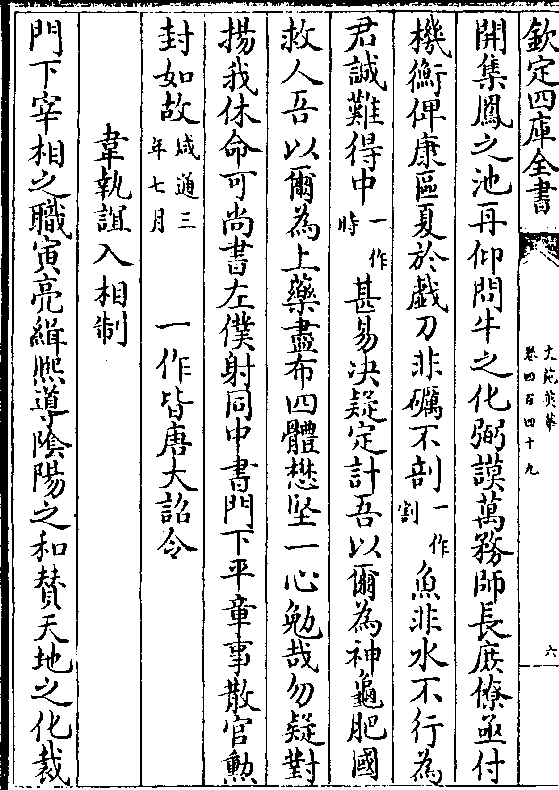 欽定四庫全書
文苑英華
卷四百四十九
六
開集鳳之池再仰問牛之化弼謨萬務師長庶僚亟付
機衡俾康區夏於戲刀非礪不剖一作割魚非水不行為
君誠難得中一作時甚易决疑定計吾以爾為神龜肥國
救人吾以爾為上藥盡布四體懋堅一心勉哉勿疑對
揚我休命可尚書左僕射同中書門下平章事散官勲
封如故咸通三年七月
韋執誼入相制 一作皆唐大詔令
門下宰相之職寅亮緝熈導陰陽之和賛天地之化裁